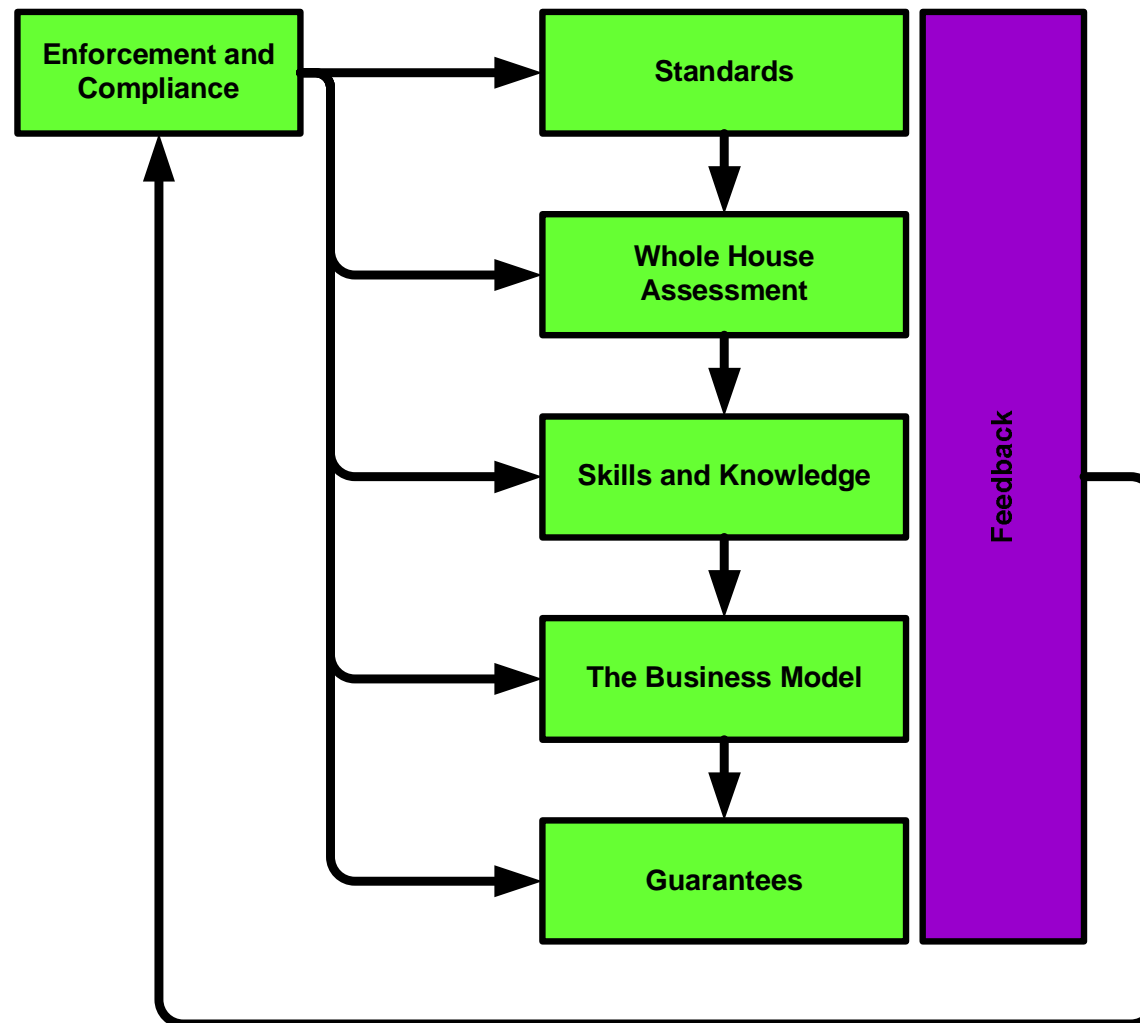 Enforcement and
Compliance
Standards
Whole House
Assessment
Skills and Knowledge
The Business Model
Guarantees
Feedback